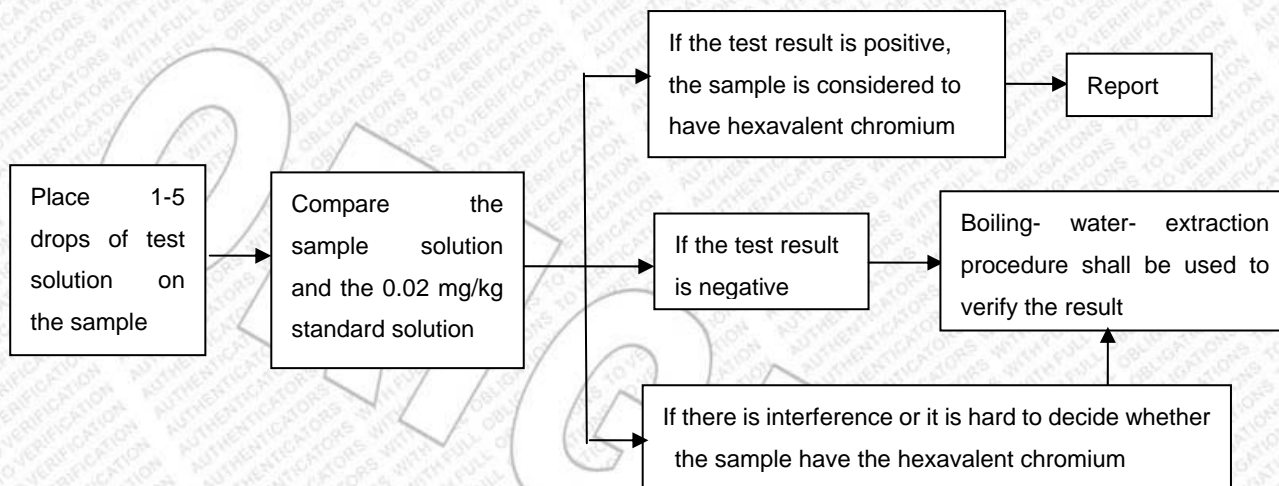 Place 1-5
drops of test
solution on
the sample
Compare the
sample solution
and the 0.02 mg/kg
standard solution
If the test result is positive,
the sample is considered to
have hexavalent chromium
Report
If the test result
is negative
Boiling- water- extraction
procedure shall be used to
verify the result
If there is interference or it is hard to decide whether
the sample have the hexavalent chromium